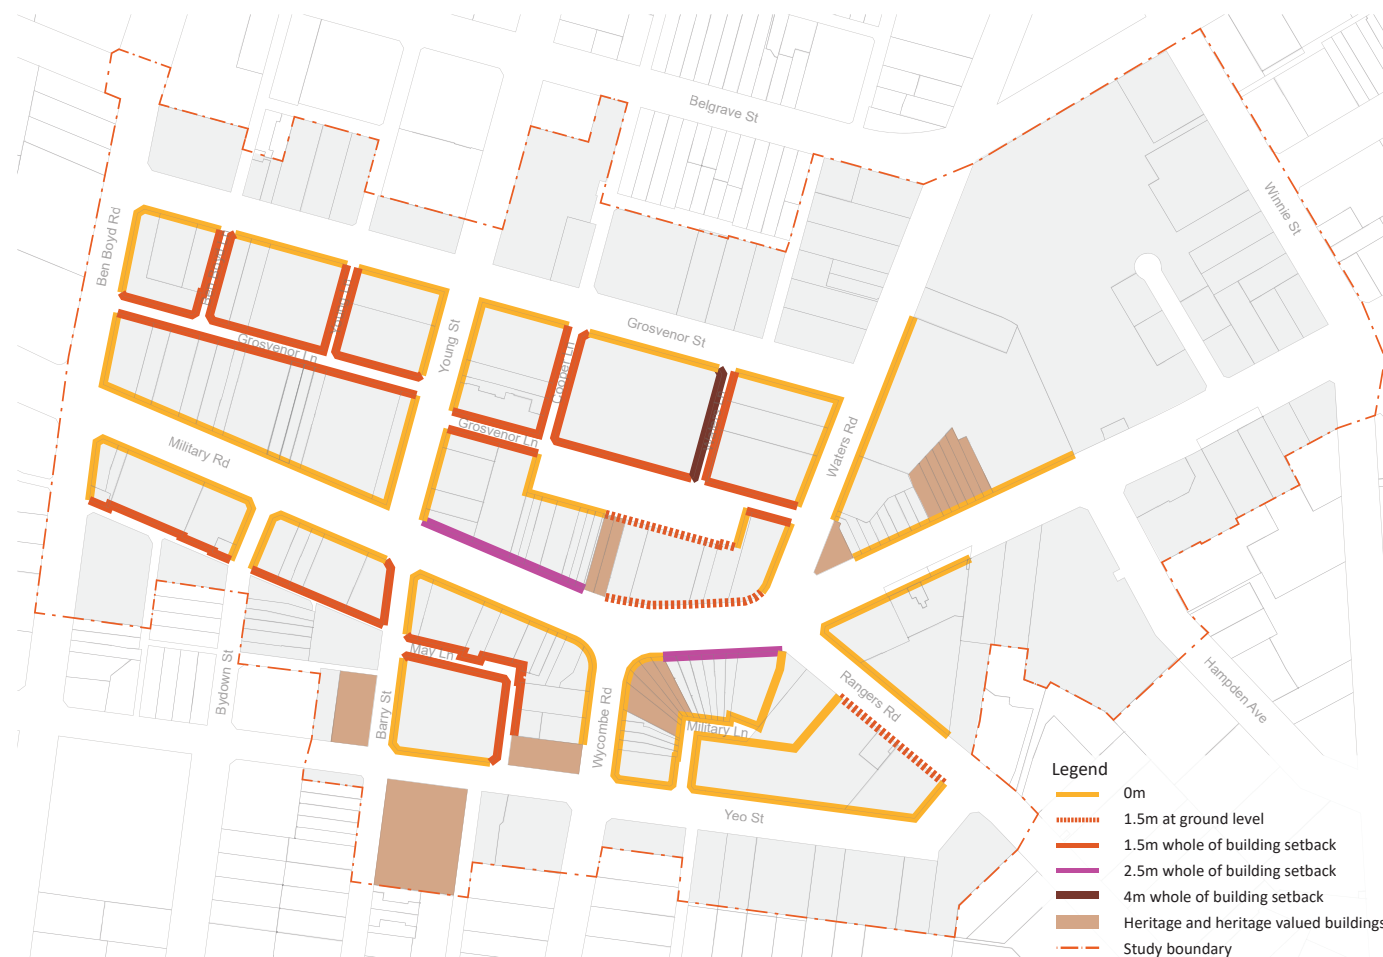 Belgrave St
Winnie St
Ben Boyd Rd
Grosvenor St
Young St
Grosvenor Ln
Grosvenor Ln
Military Rd
Waters Rd
May Ln
Rangers Rd
Hampden Ave
Bydown St
Barry St
Wycombe Rd
Military Ln
Yeo St
Legend
0m
1.5m at ground level
1.5m whole of building setback
2.5m whole of building setback
4m whole of building setback
Heritage and heritage valued buildings
Study boundary